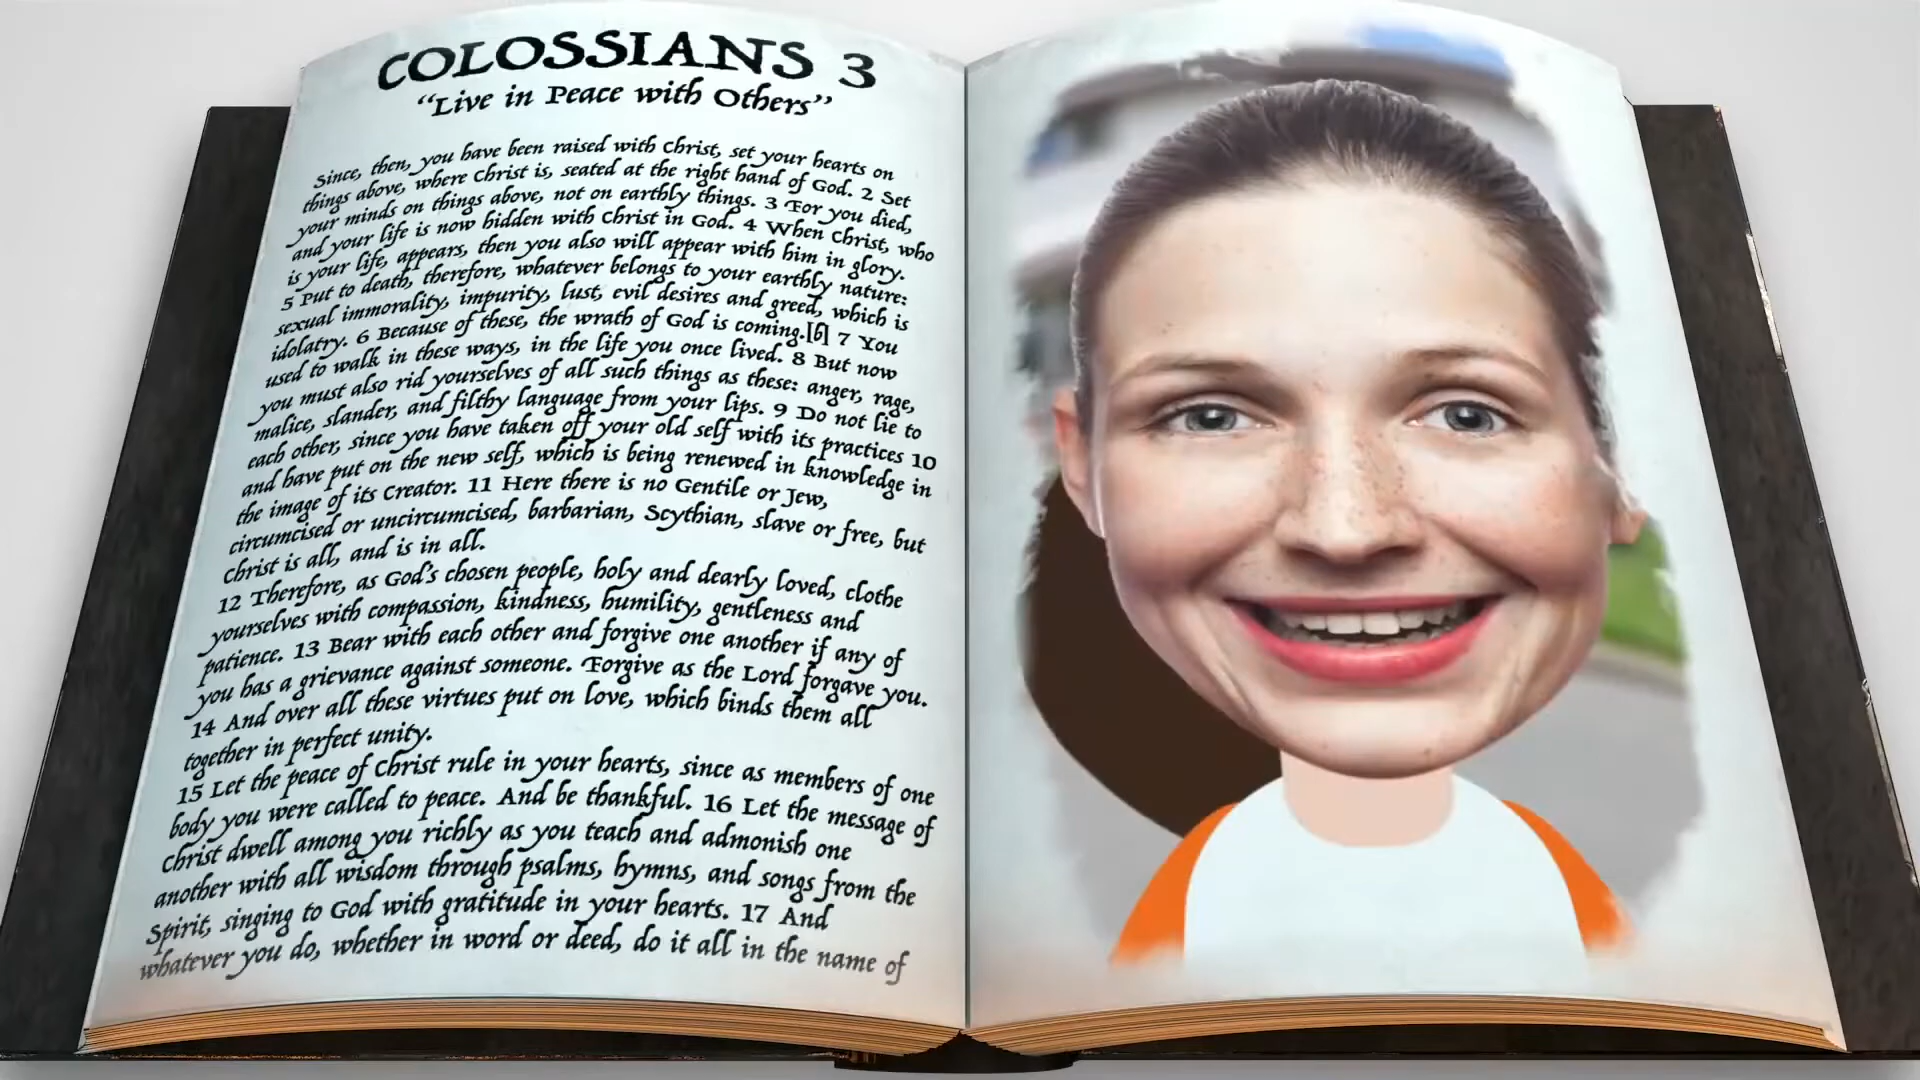 COLOSSIANS 3
“Live in Peace with Others”
Since, then, you have been raised with Christ, set your hearts on
things above, where Christ is, seated at the right hand of God. 2 Set
your minds on things above, not on earthly things. 3 For you died,
and your life is now hidden with Christ in God. 4 When Christ, who
is your life, appears, then you also will appear with him in glory.
5 Put to death, therefore, whatever belongs to your earthly nature:
sexual immorality, impurity, lust, evil desires and greed, which is
idolatry. 6 Because of these, the wrath of God is coming.[b] 7 You
used to walk in these ways, in the life you once lived. 8 But now
you must also rid yourselves of all such things as these: anger, rage,
malice, slander, and filthy language from your lips. 9 Do not lie to
each other, since you have taken off your old self with its practices 10
and have put on the new self, which is being renewed in knowledge in
the image of its Creator. 11 Here there is no Gentile or Jew,
circumcised or uncircumcised, barbarian, Scythian, slave or free, but
Christ is all, and is in all.
12 Therefore, as God's chosen people, holy and dearly loved, clothe
yourselves with compassion, kindness, humility, gentleness and
patience. 13 Bear with each other and forgive one another if any of
you has a grievance against someone. Forgive as the Lord forgave you.
14 And over all these virtues put on love, which binds them all
together in perfect unity.
15 Let the peace of Christ rule in your hearts, since as members of one
body you were called to peace. And be thankful. 16 Let the message of
Christ dwell among you richly as you teach and admonish one
another with all wisdom through psalms, hymns, and songs from the
Spirit, singing to God with gratitude in your hearts. 17 And
whatever you do, whether in word or deed, do it all in the name of